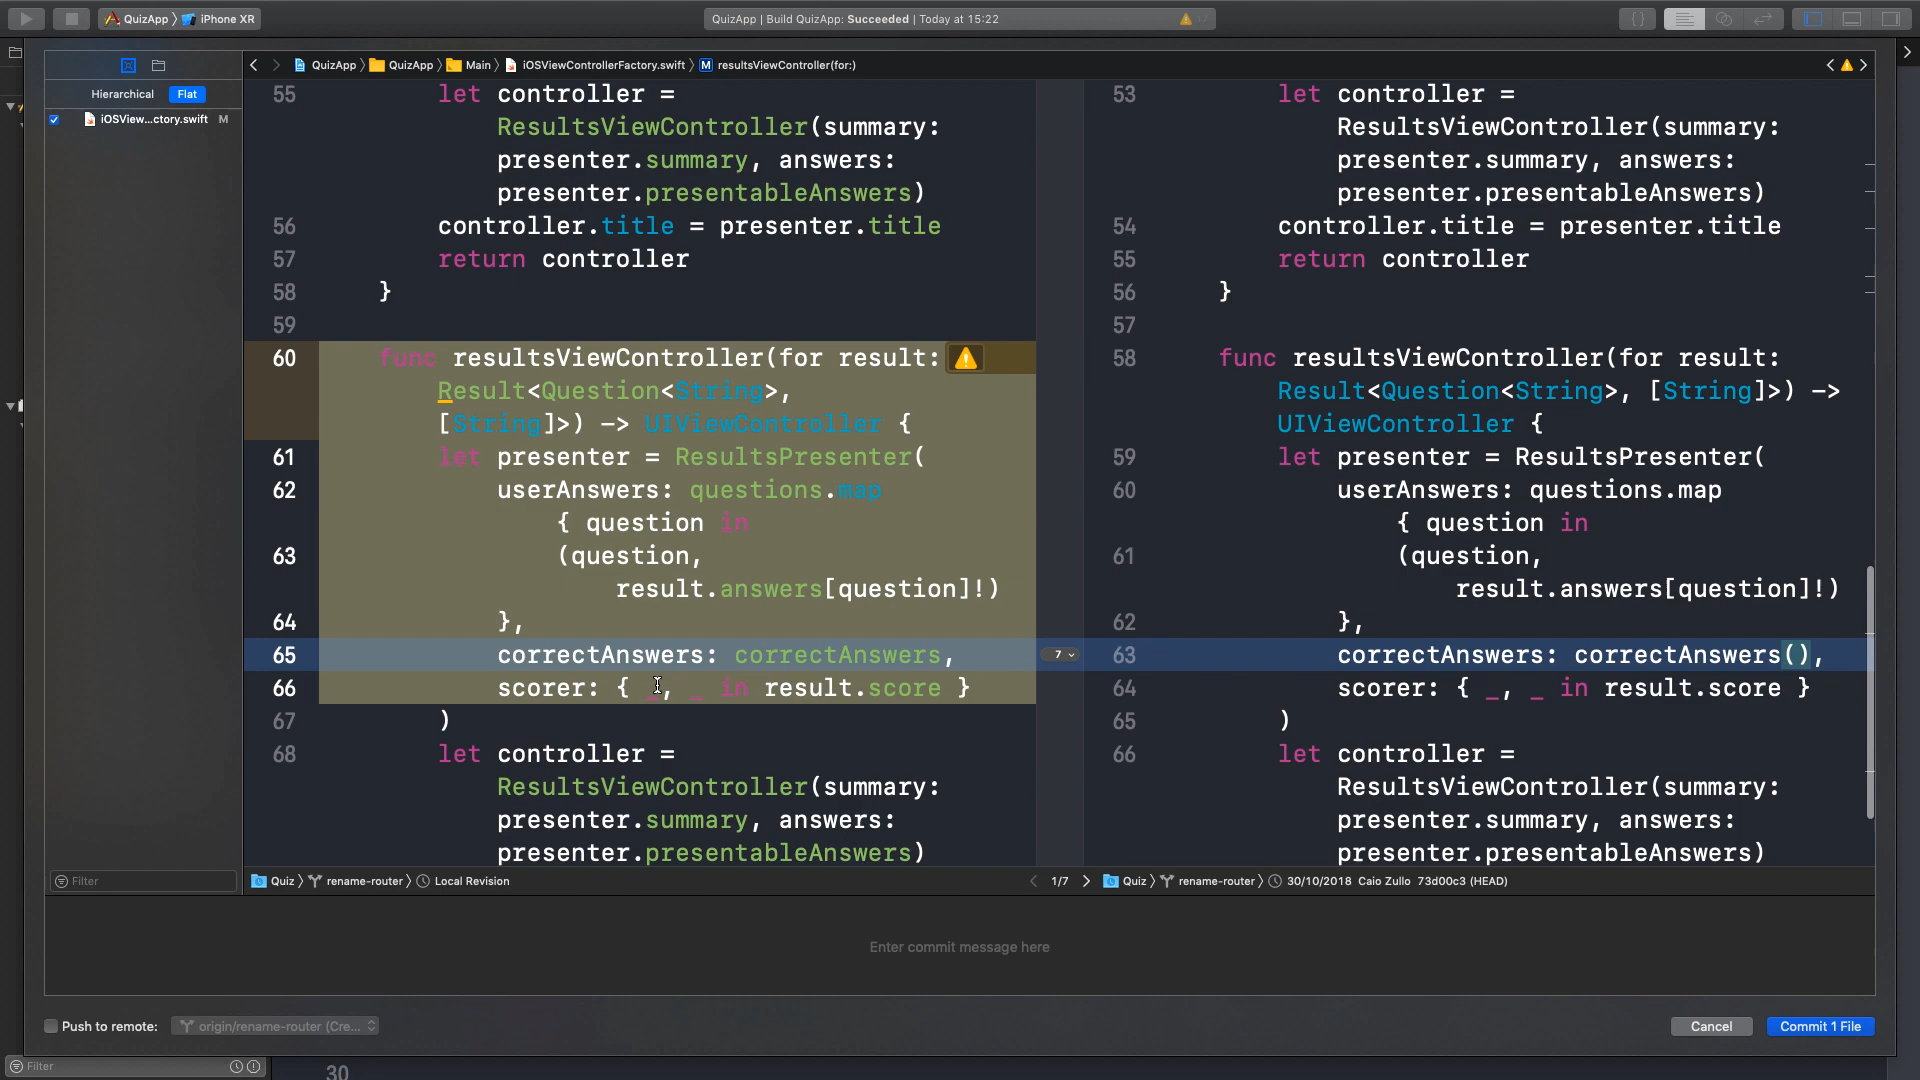 QuizApp 〉 iPhone XR
QuizApp | Build QuizApp: Succeeded | Today at 15:22
QuizApp 〉 QuizApp 〉 Main 〉 iOSViewControllerFactory.swift 〉 M resultsViewController(for:)
Hierarchical Flat
iOSView...ctory.swift M
55 let controller =
ResultsViewController(summary:
presenter.summary, answers:
presenter.presentableAnswers)
56 controller.title = presenter.title
57 return controller
58 }
59
60 func resultsViewController(for result:
Result<Question<String>,
[String]>) -> UIViewController {
61 let presenter = ResultsPresenter(
62 userAnswers: questions.map
{ question in
63 (question,
result.answers[question]!)
64 },
65 correctAnswers: correctAnswers,
66 scorer: { _, _ in result.score }
67 )
68 let controller =
ResultsViewController(summary:
presenter.summary, answers:
presenter.presentableAnswers)
7
53 let controller =
ResultsViewController(summary:
presenter.summary, answers:
presenter.presentableAnswers)
54 controller.title = presenter.title
55 return controller
56 }
57
58 func resultsViewController(for result:
Result<Question<String>, [String]>) ->
UIViewController {
59 let presenter = ResultsPresenter(
60 userAnswers: questions.map
{ question in
61 (question,
result.answers[question]!)
62 },
63 correctAnswers: correctAnswers(),
64 scorer: { _, _ in result.score }
65 )
66 let controller =
ResultsViewController(summary:
presenter.summary, answers:
presenter.presentableAnswers)
Filter
Quiz 〉 rename-router 〉 Local Revision
1/7
Quiz 〉 rename-router 〉 30/10/2018 Caio Zullo 73d00c3 (HEAD)
Enter commit message here
Push to remote: origin/rename-router (Cre...
Cancel Commit 1 File
Filter
30